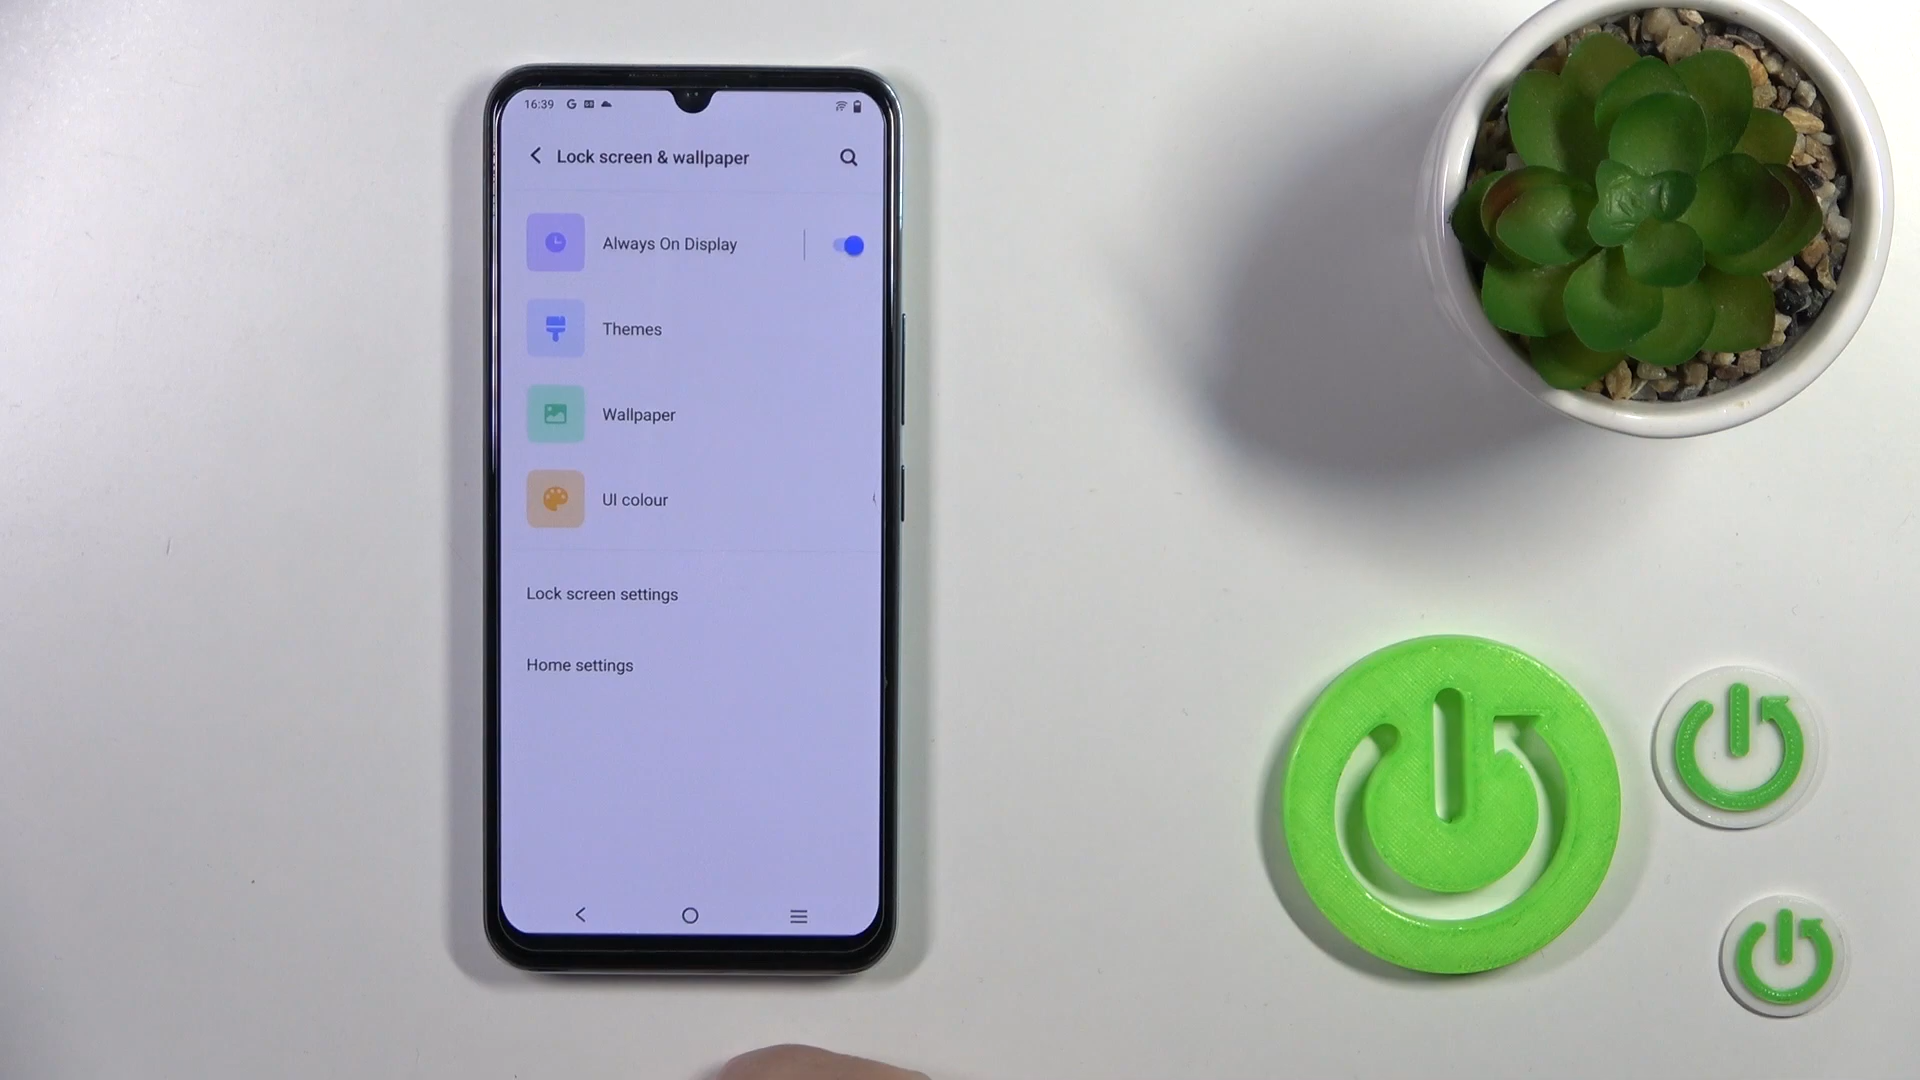 16:39 G
Lock screen & wallpaper
Always On Display
Themes
Wallpaper
UI colour
Lock screen settings
Home settings